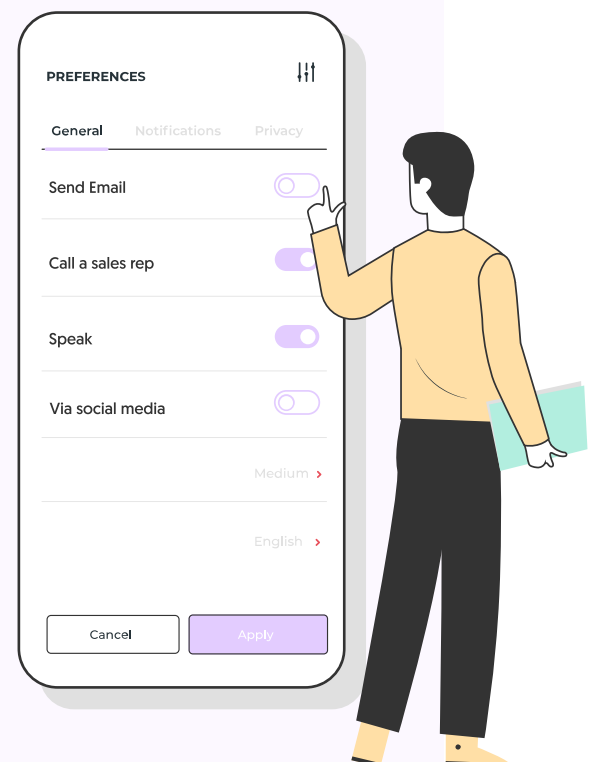 PREFERENCES
General Notifications Privacy
Send Email
Call a sales rep
Speak
Via social media
Medium
English
Cancel Apply